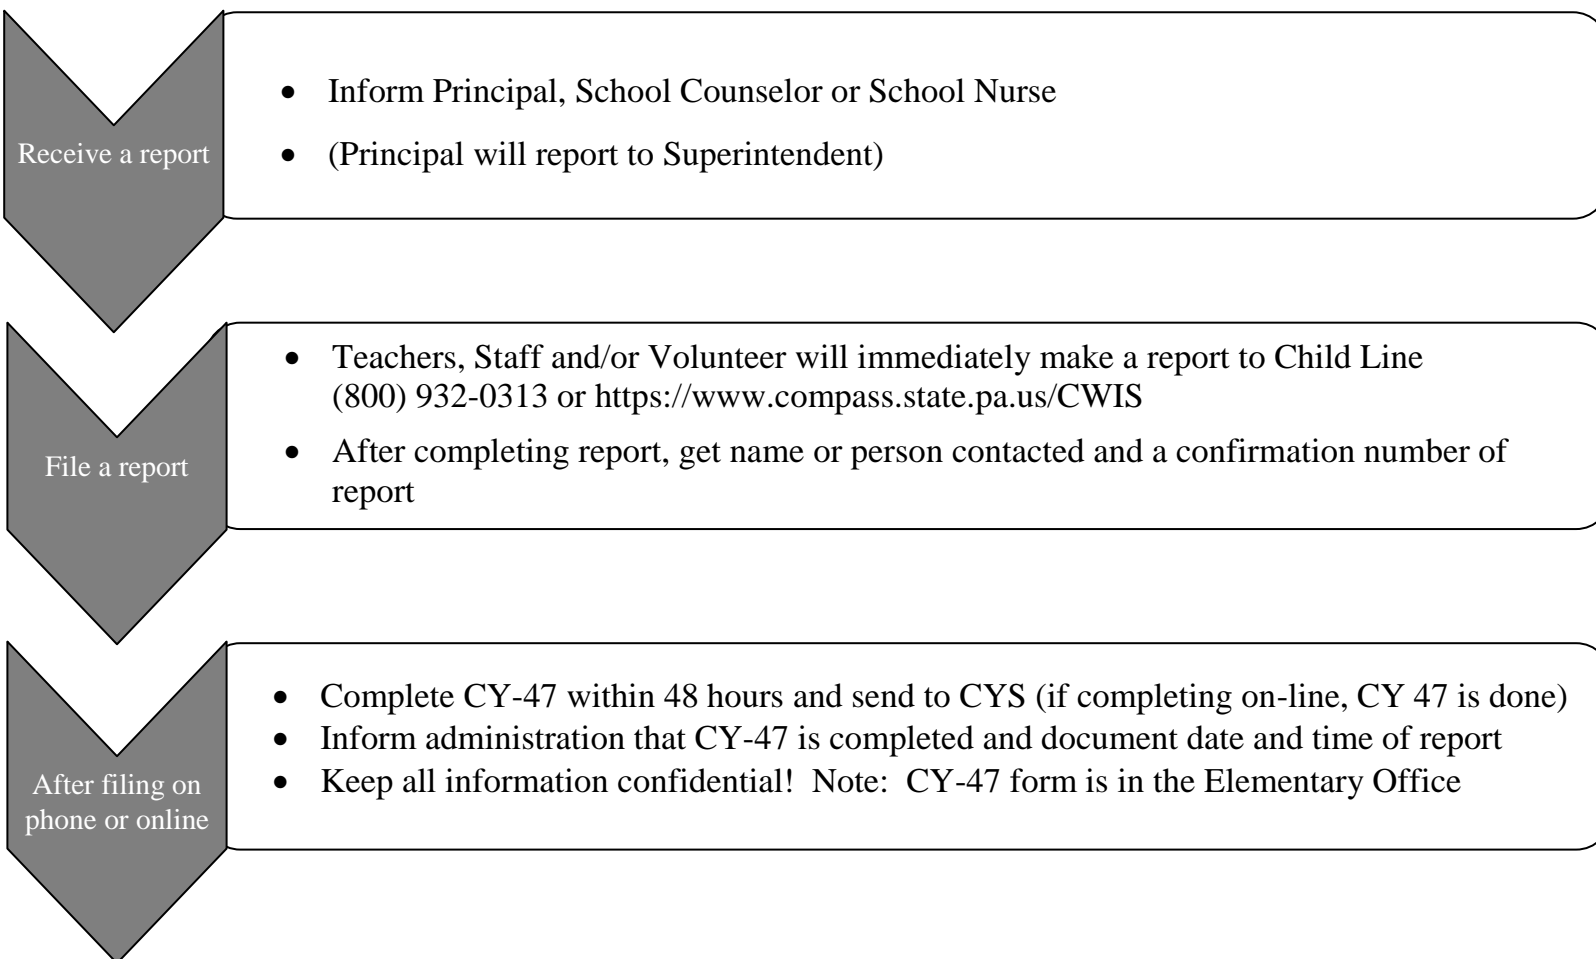 Receive a report
• Inform Principal, School Counselor or School Nurse
• (Principal will report to Superintendent)
File a report
• Teachers, Staff and/or Volunteer will immediately make a report to Child Line
(800) 932-0313 or https://www.compass.state.pa.us/CWIS
• After completing report, get name or person contacted and a confirmation number of
report
After filing on
phone or online
• Complete CY-47 within 48 hours and send to CYS (if completing on-line, CY 47 is done)
• Inform administration that CY-47 is completed and document date and time of report
• Keep all information confidential!  Note:  CY-47 form is in the Elementary Office